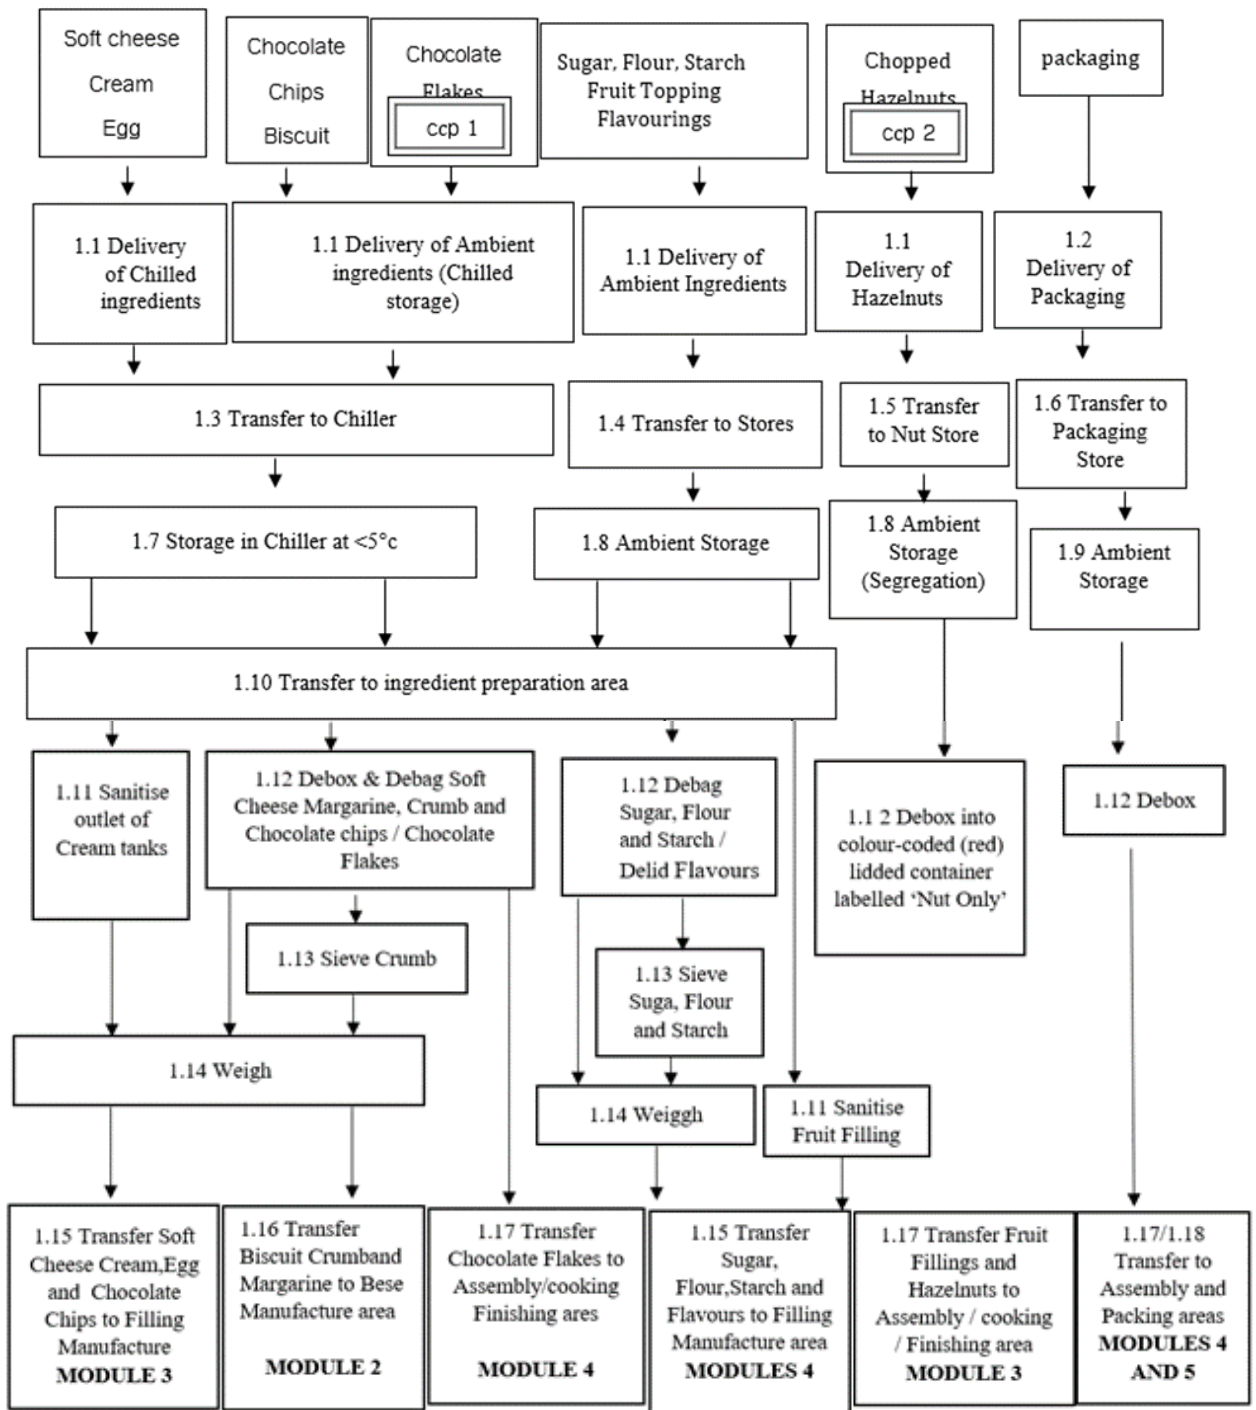 Soft cheese
Cream
Egg
Chocolate
Chips
Biscuit
Chocolate
Flakes
ccp 1
Sugar, Flour, Starch
Fruit Topping
Flavourings
Chopped
Hazelnuts
ccp 2
packaging
1.1 Delivery
of Chilled
ingredients
1.1 Delivery of Ambient
ingredients (Chilled
storage)
1.1 Delivery of
Ambient Ingredients
1.1
Delivery of
Hazelnuts
1.2
Delivery of
Packaging
1.3 Transfer to Chiller
1.4 Transfer to Stores
1.5 Transfer
to Nut Store
1.6 Transfer to
Packaging
Store
1.7 Storage in Chiller at <5°c
1.8 Ambient Storage
1.8 Ambient
Storage
(Segregation)
1.9 Ambient
Storage
1.10 Transfer to ingredient preparation area
1.11 Sanitise
outlet of
Cream tanks
1.12 Debox & Debag Soft
Cheese Margarine, Crumb and
Chocolate chips / Chocolate
Flakes
1.12 Debag
Sugar, Flour
and Starch /
Delid Flavours
1.1 2 Debox into
colour-coded (red)
lidded container
labelled ‘Nut Only’
1.12 Debox
1.13 Sieve Crumb
1.13 Sieve
Suga, Flour
and Starch
1.14 Weigh
1.14 Weiggh
1.11 Sanitise
Fruit Filling
1.15 Transfer Soft
Cheese Cream,Egg
and Chocolate
Chips to Filling
Manufacture
MODULE 3
1.16 Transfer
Biscuit Crumband
Margarine to Bese
Manufacture area
MODULE 2
1.17 Transfer
Chocolate Flakes to
Assembly/cooking
Finishing ares
MODULE 4
1.15 Transfer
Sugar,
Flour,Starch and
Flavours to Filling
Manufacture area
MODULES 4
1.17 Transfer Fruit
Fillings and
Hazelnuts to
Assembly / cooking
/ Finishing area
MODULE 3
1.17/1.18
Transfer to
Assembly and
Packing areas
MODULES 4
AND 5